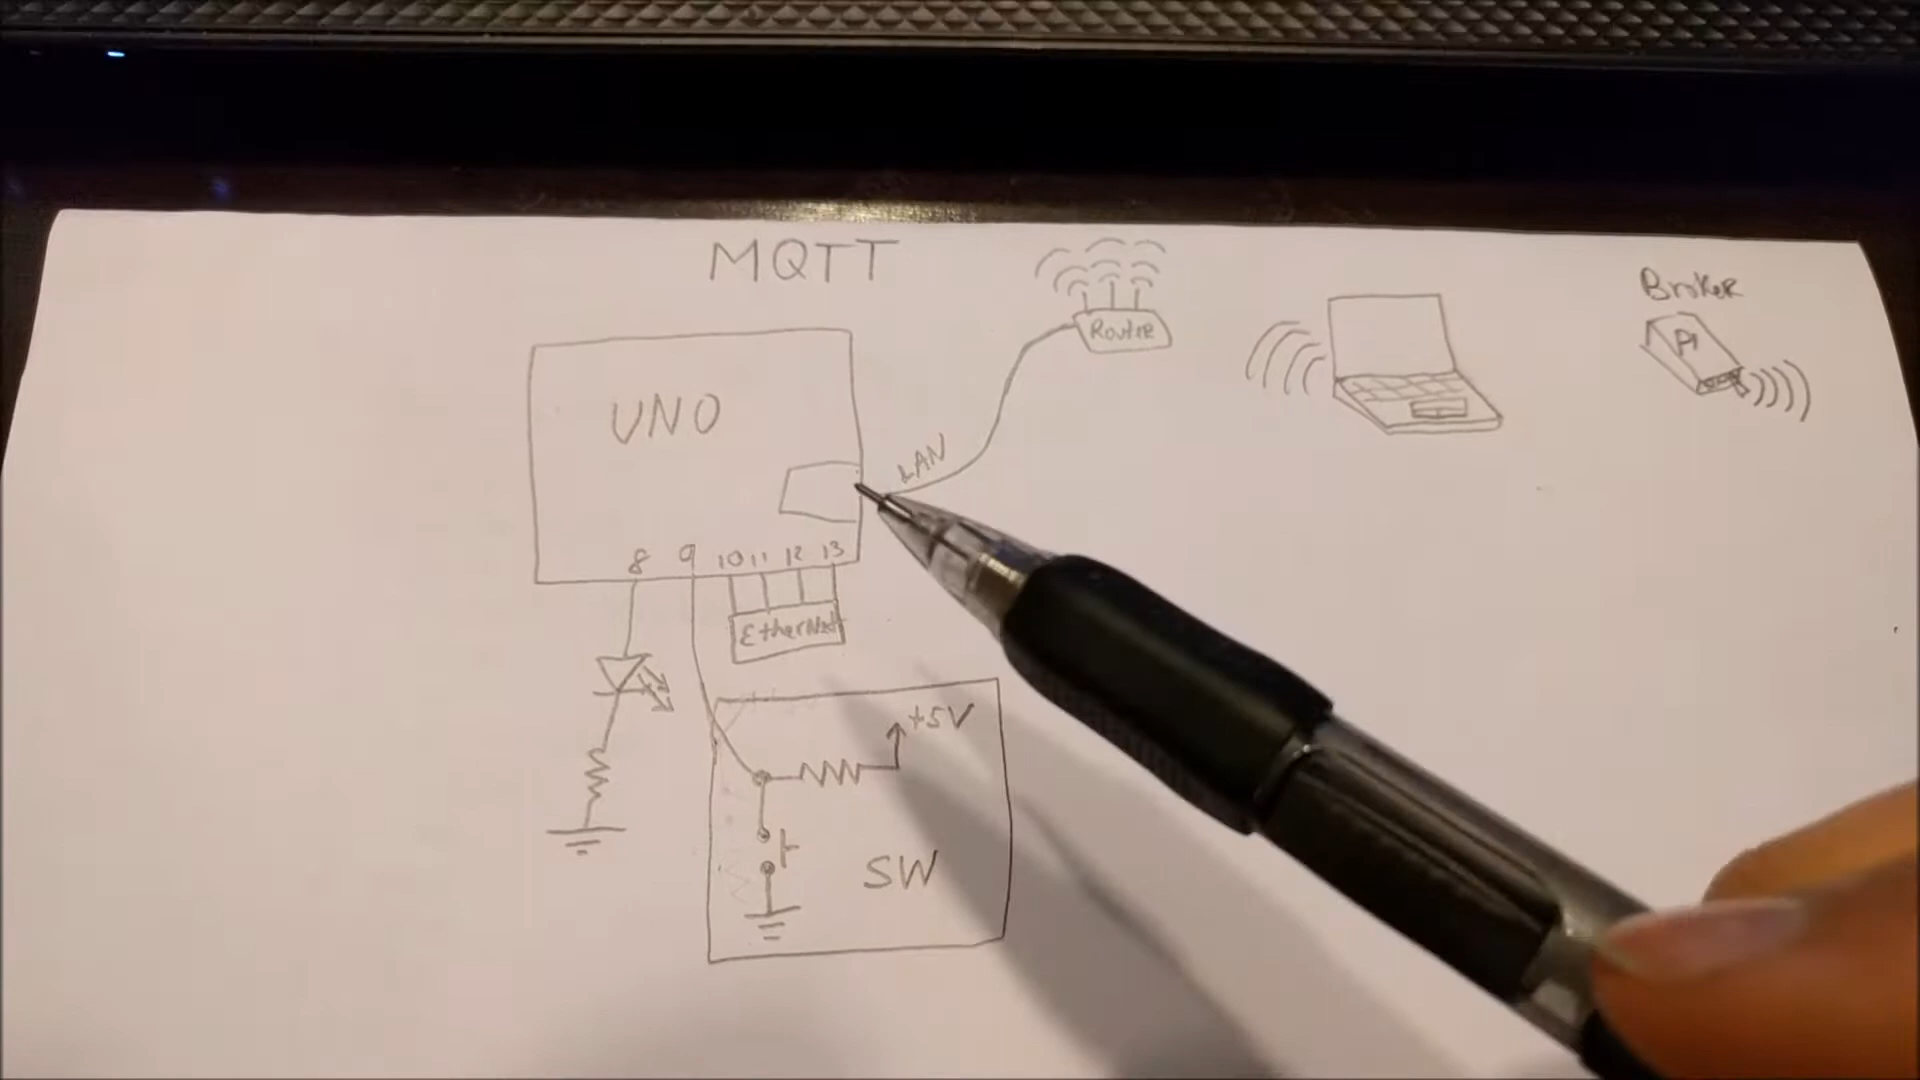 MQTT
Broker
Router
Pi
UNO
LAN
8 9 10 11 12 13
EtherNet
+5V
SW